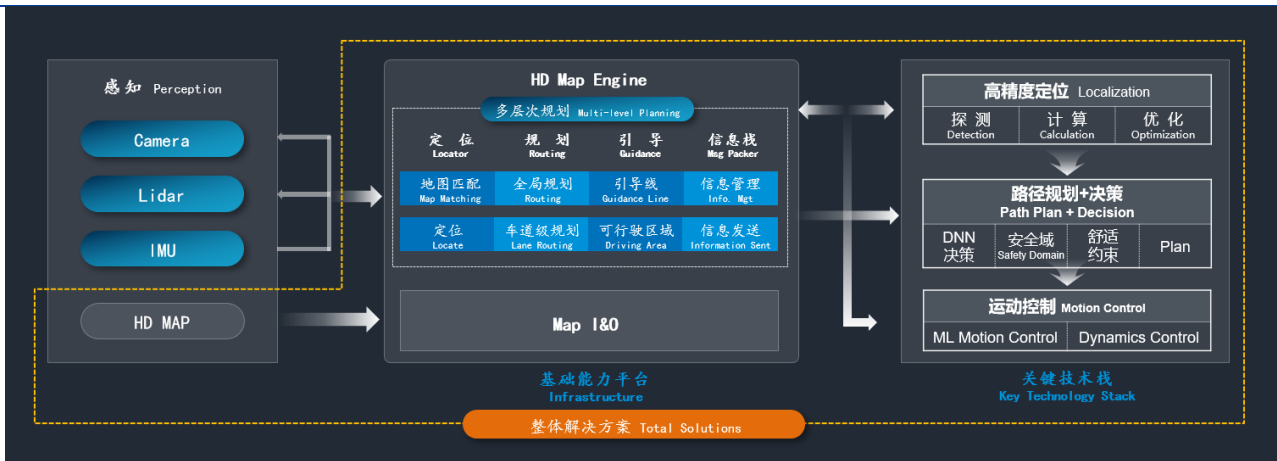 感知 Perception
Camera
Lidar
IMU
HD MAP
HD Map Engine
多层次规划 Multi-level Planning
定 位 规 划 引 导 信息栈
Locator Routing Guidance Msg Packer
地图匹配 全局规划 引导线 信息管理
Map Matching Routing Guidance Line Info. Mgt
定位 车道级规划 可行驶区域 信息发送
Locate Lane Routing Driving Area Information Sent
Map I&O
基础能力平台
Infrastructure
高精度定位 Localization
探 测 计 算 优 化
Detection Calculation Optimization
路径规划+决策
Path Plan + Decision
DNN 安全域 舒适 Plan
决策 Safety Domain 约束
运动控制 Motion Control
ML Motion Control Dynamics Control
关键技术栈
Key Technology Stack
整体解决方案 Total Solutions